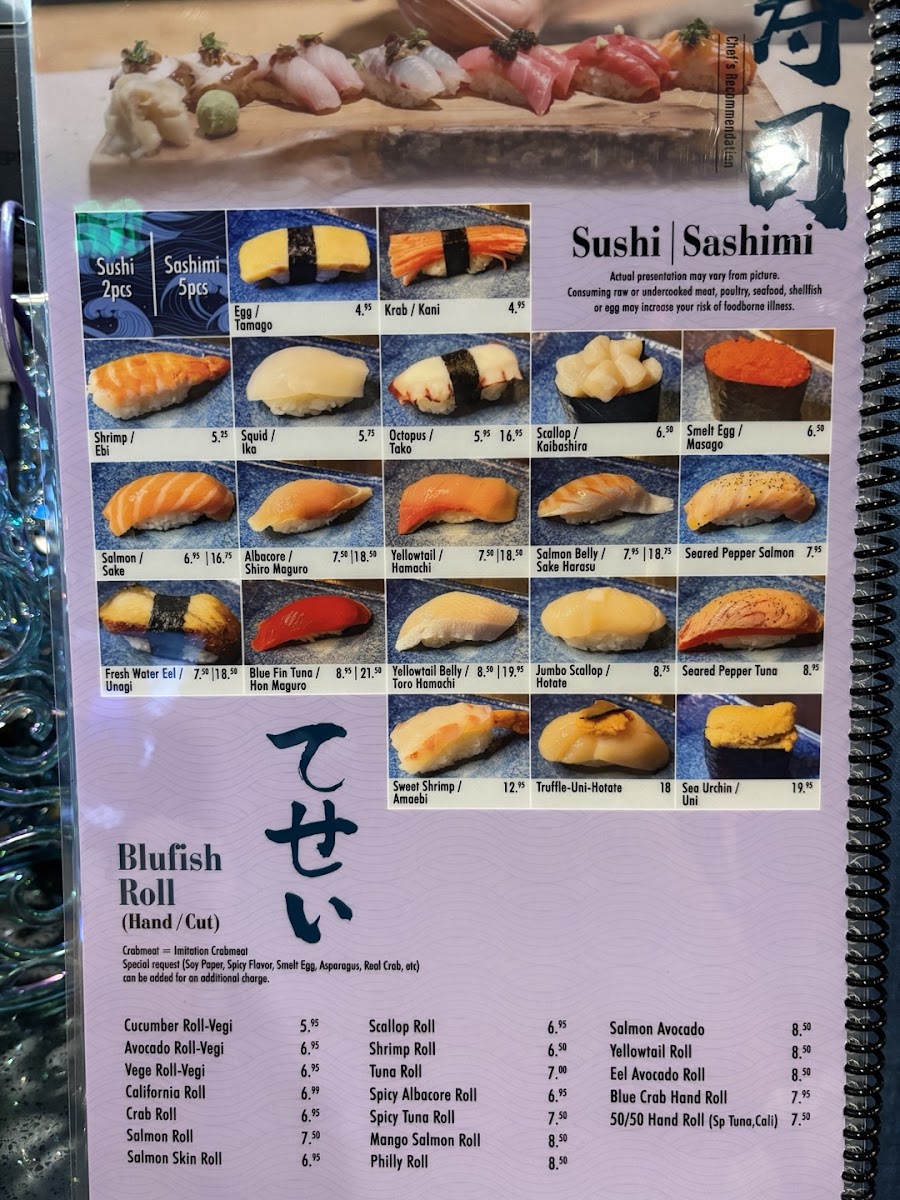 寿司
Chef's Recommendation
Sushi | Sashimi
Actual presentation may vary from picture.
Consuming raw or undercooked meat, poultry, seafood, shellfish
or egg may increase your risk of foodborne illness.
Sushi 2pcs | Sashimi 5pcs
Egg / Tamago 4.95
Krab / Kani 4.95
Shrimp / Ebi 5.25
Squid / Ika 5.75
Octopus / Tako 5.95 16.95
Scallop / Kaibashira 6.50
Smelt Egg / Masago 6.50
Salmon / Sake 6.95 | 16.75
Albacore / Shiro Maguro 7.50 | 18.50
Yellowtail / Hamachi 7.50 | 18.50
Salmon Belly / Sake Harasu 7.95 | 18.75
Seared Pepper Salmon 7.95
Fresh Water Eel / Unagi 7.50 | 18.50
Blue Fin Tuna / Hon Maguro 8.95 | 21.50
Yellowtail Belly / Toro Hamachi 8.50 | 19.95
Jumbo Scallop / Hotate 8.75
Seared Pepper Tuna 8.95
Sweet Shrimp / Amaebi 12.95
Truffle-Uni-Hotate 18
Sea Urchin / Uni 19.95
てせい
Blufish
Roll
(Hand / Cut)
Crabmeat = Imitation Crabmeat
Special request (Soy Paper, Spicy Flavor, Smelt Egg, Asparagus, Real Crab, etc)
can be added for an additional charge.
Cucumber Roll-Vegi 5.95
Avocado Roll-Vegi 6.95
Vege Roll-Vegi 6.95
California Roll 6.99
Crab Roll 6.95
Salmon Roll 7.50
Salmon Skin Roll 6.95
Scallop Roll 6.95
Shrimp Roll 6.50
Tuna Roll 7.00
Spicy Albacore Roll 6.95
Spicy Tuna Roll 7.50
Mango Salmon Roll 8.50
Philly Roll 8.50
Salmon Avocado 8.50
Yellowtail Roll 8.50
Eel Avocado Roll 8.50
Blue Crab Hand Roll 7.95
50/50 Hand Roll (Sp Tuna,Cali) 7.50